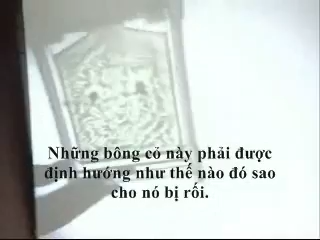 Những bông cỏ này phải được
định hướng như thế nào đó sao
cho nó bị rối.